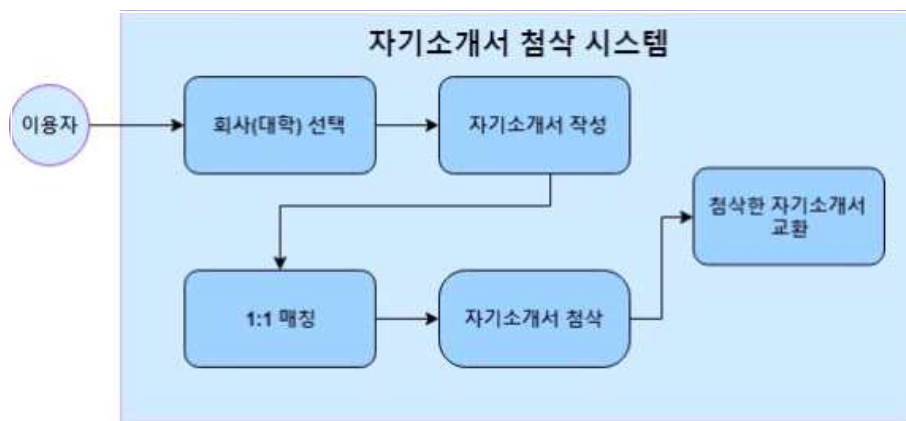 자기소개서 첨삭 시스템
이용자
회사(대학) 선택
자기소개서 작성
1:1 매칭
자기소개서 첨삭
첨삭한 자기소개서
교환